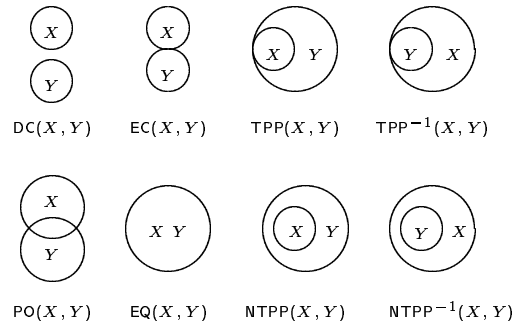 X X X Y Y X
Y Y
DC(X, Y) EC(X, Y) TPP(X, Y) TPP⁻¹(X, Y)
X
X Y X Y Y X
Y
PO(X, Y) EQ(X, Y) NTPP(X, Y) NTPP⁻¹(X, Y)